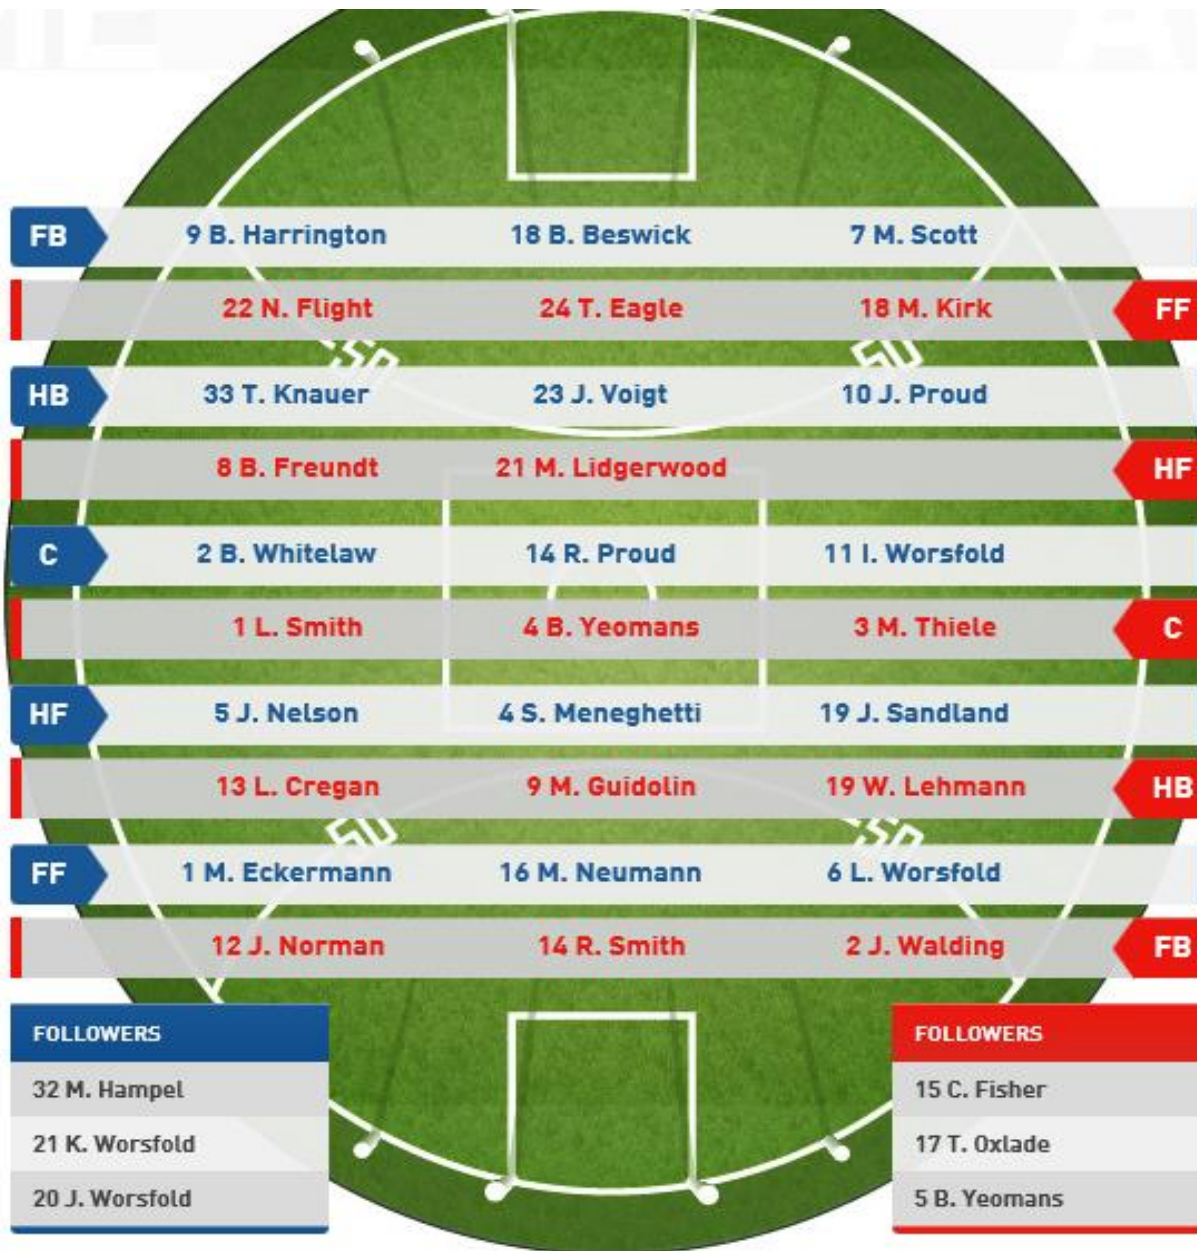 FB 9 B. Harrington 18 B. Beswick 7 M. Scott
22 N. Flight 24 T. Eagle 18 M. Kirk FF
HB 33 T. Knauer 23 J. Voigt 10 J. Proud
8 B. Freundt 21 M. Lidgerwood HF
C 2 B. Whitelaw 14 R. Proud 11 I. Worsfold
1 L. Smith 4 B. Yeomans 3 M. Thiele C
HF 5 J. Nelson 4 S. Meneghetti 19 J. Sandland
13 L. Cregan 9 M. Guidolin 19 W. Lehmann HB
FF 1 M. Eckermann 16 M. Neumann 6 L. Worsfold
12 J. Norman 14 R. Smith 2 J. Walding FB
50
50
50
50
FOLLOWERS
32 M. Hampel
21 K. Worsfold
20 J. Worsfold
FOLLOWERS
15 C. Fisher
17 T. Oxlade
5 B. Yeomans